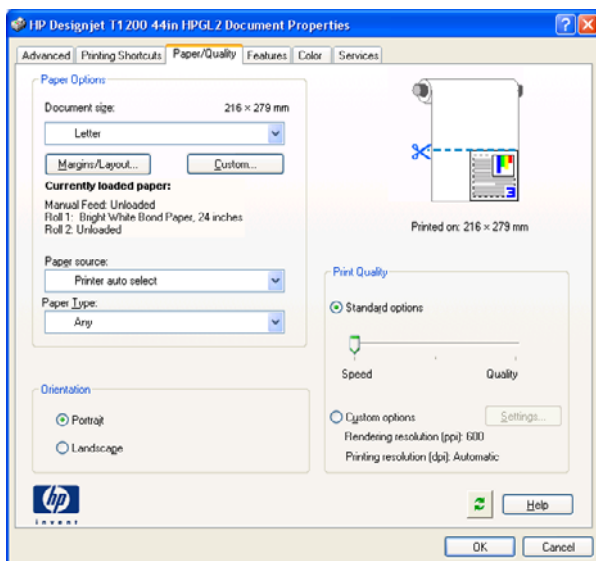 HP Designjet T1200 44in HPGL2 Document Properties
Advanced
Printing Shortcuts
Paper/Quality
Features
Color
Services
Paper Options
Document size:
216 × 279 mm
Letter
Margins/Layout...
Custom...
Currently loaded paper:
Manual Feed: Unloaded
Roll 1: Bright White Bond Paper, 24 inches
Roll 2: Unloaded
Paper source:
Printer auto select
Paper Type:
Any
Orientation
Portrait
Landscape
3
Printed on: 216 × 279 mm
Print Quality
Standard options
Speed
Quality
Custom options
Settings...
Rendering resolution (ppi): 600
Printing resolution (dpi): Automatic
hp
invent
Help
OK
Cancel